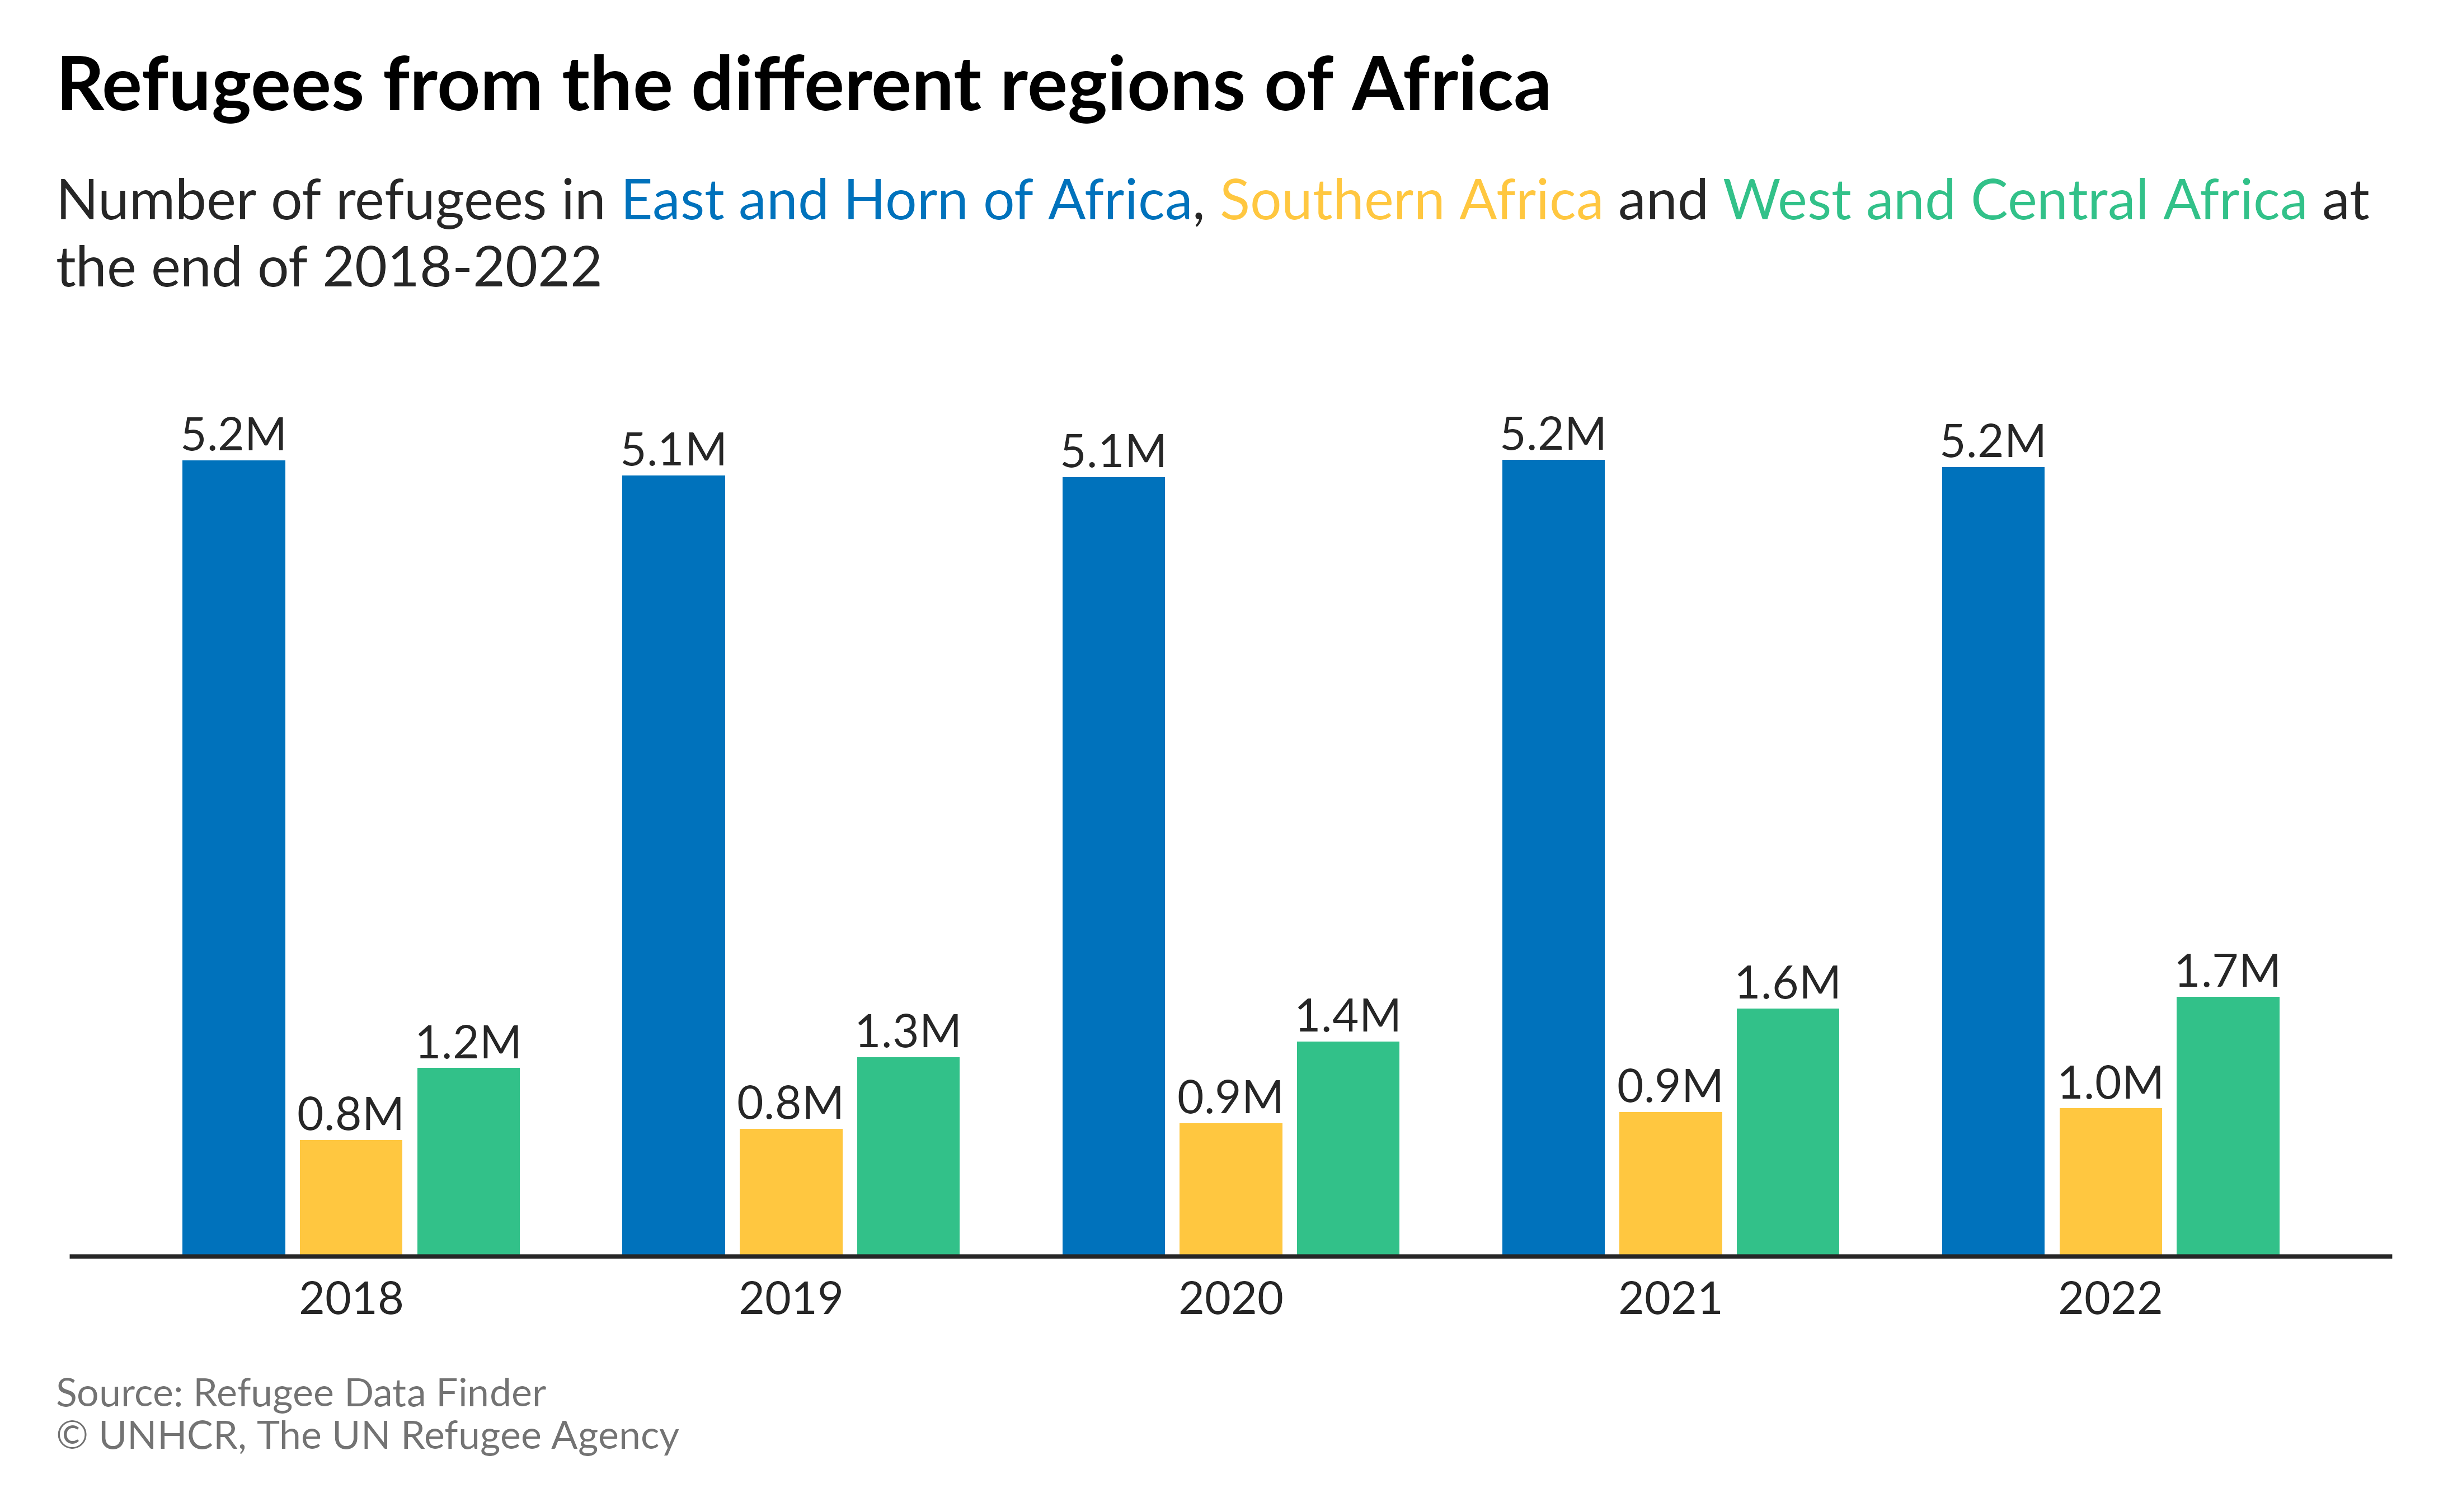 Refugees from the different regions of Africa
Number of refugees in East and Horn of Africa, Southern Africa and West and Central Africa at
the end of 2018-2022
5.2M
0.8M
1.2M
5.1M
0.8M
1.3M
5.1M
0.9M
1.4M
5.2M
0.9M
1.6M
5.2M
1.0M
1.7M
2018
2019
2020
2021
2022
Source: Refugee Data Finder
© UNHCR, The UN Refugee Agency